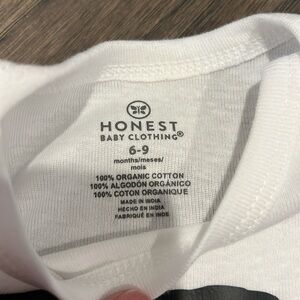 HONEST
BABY CLOTHING®
6-9
months/meses/
mois
100% ORGANIC COTTON
100% ALGODÓN ORGÁNICO
100% COTON ORGANIQUE
MADE IN INDIA
HECHO EN INDIA
FABRIQUÉ EN INDE